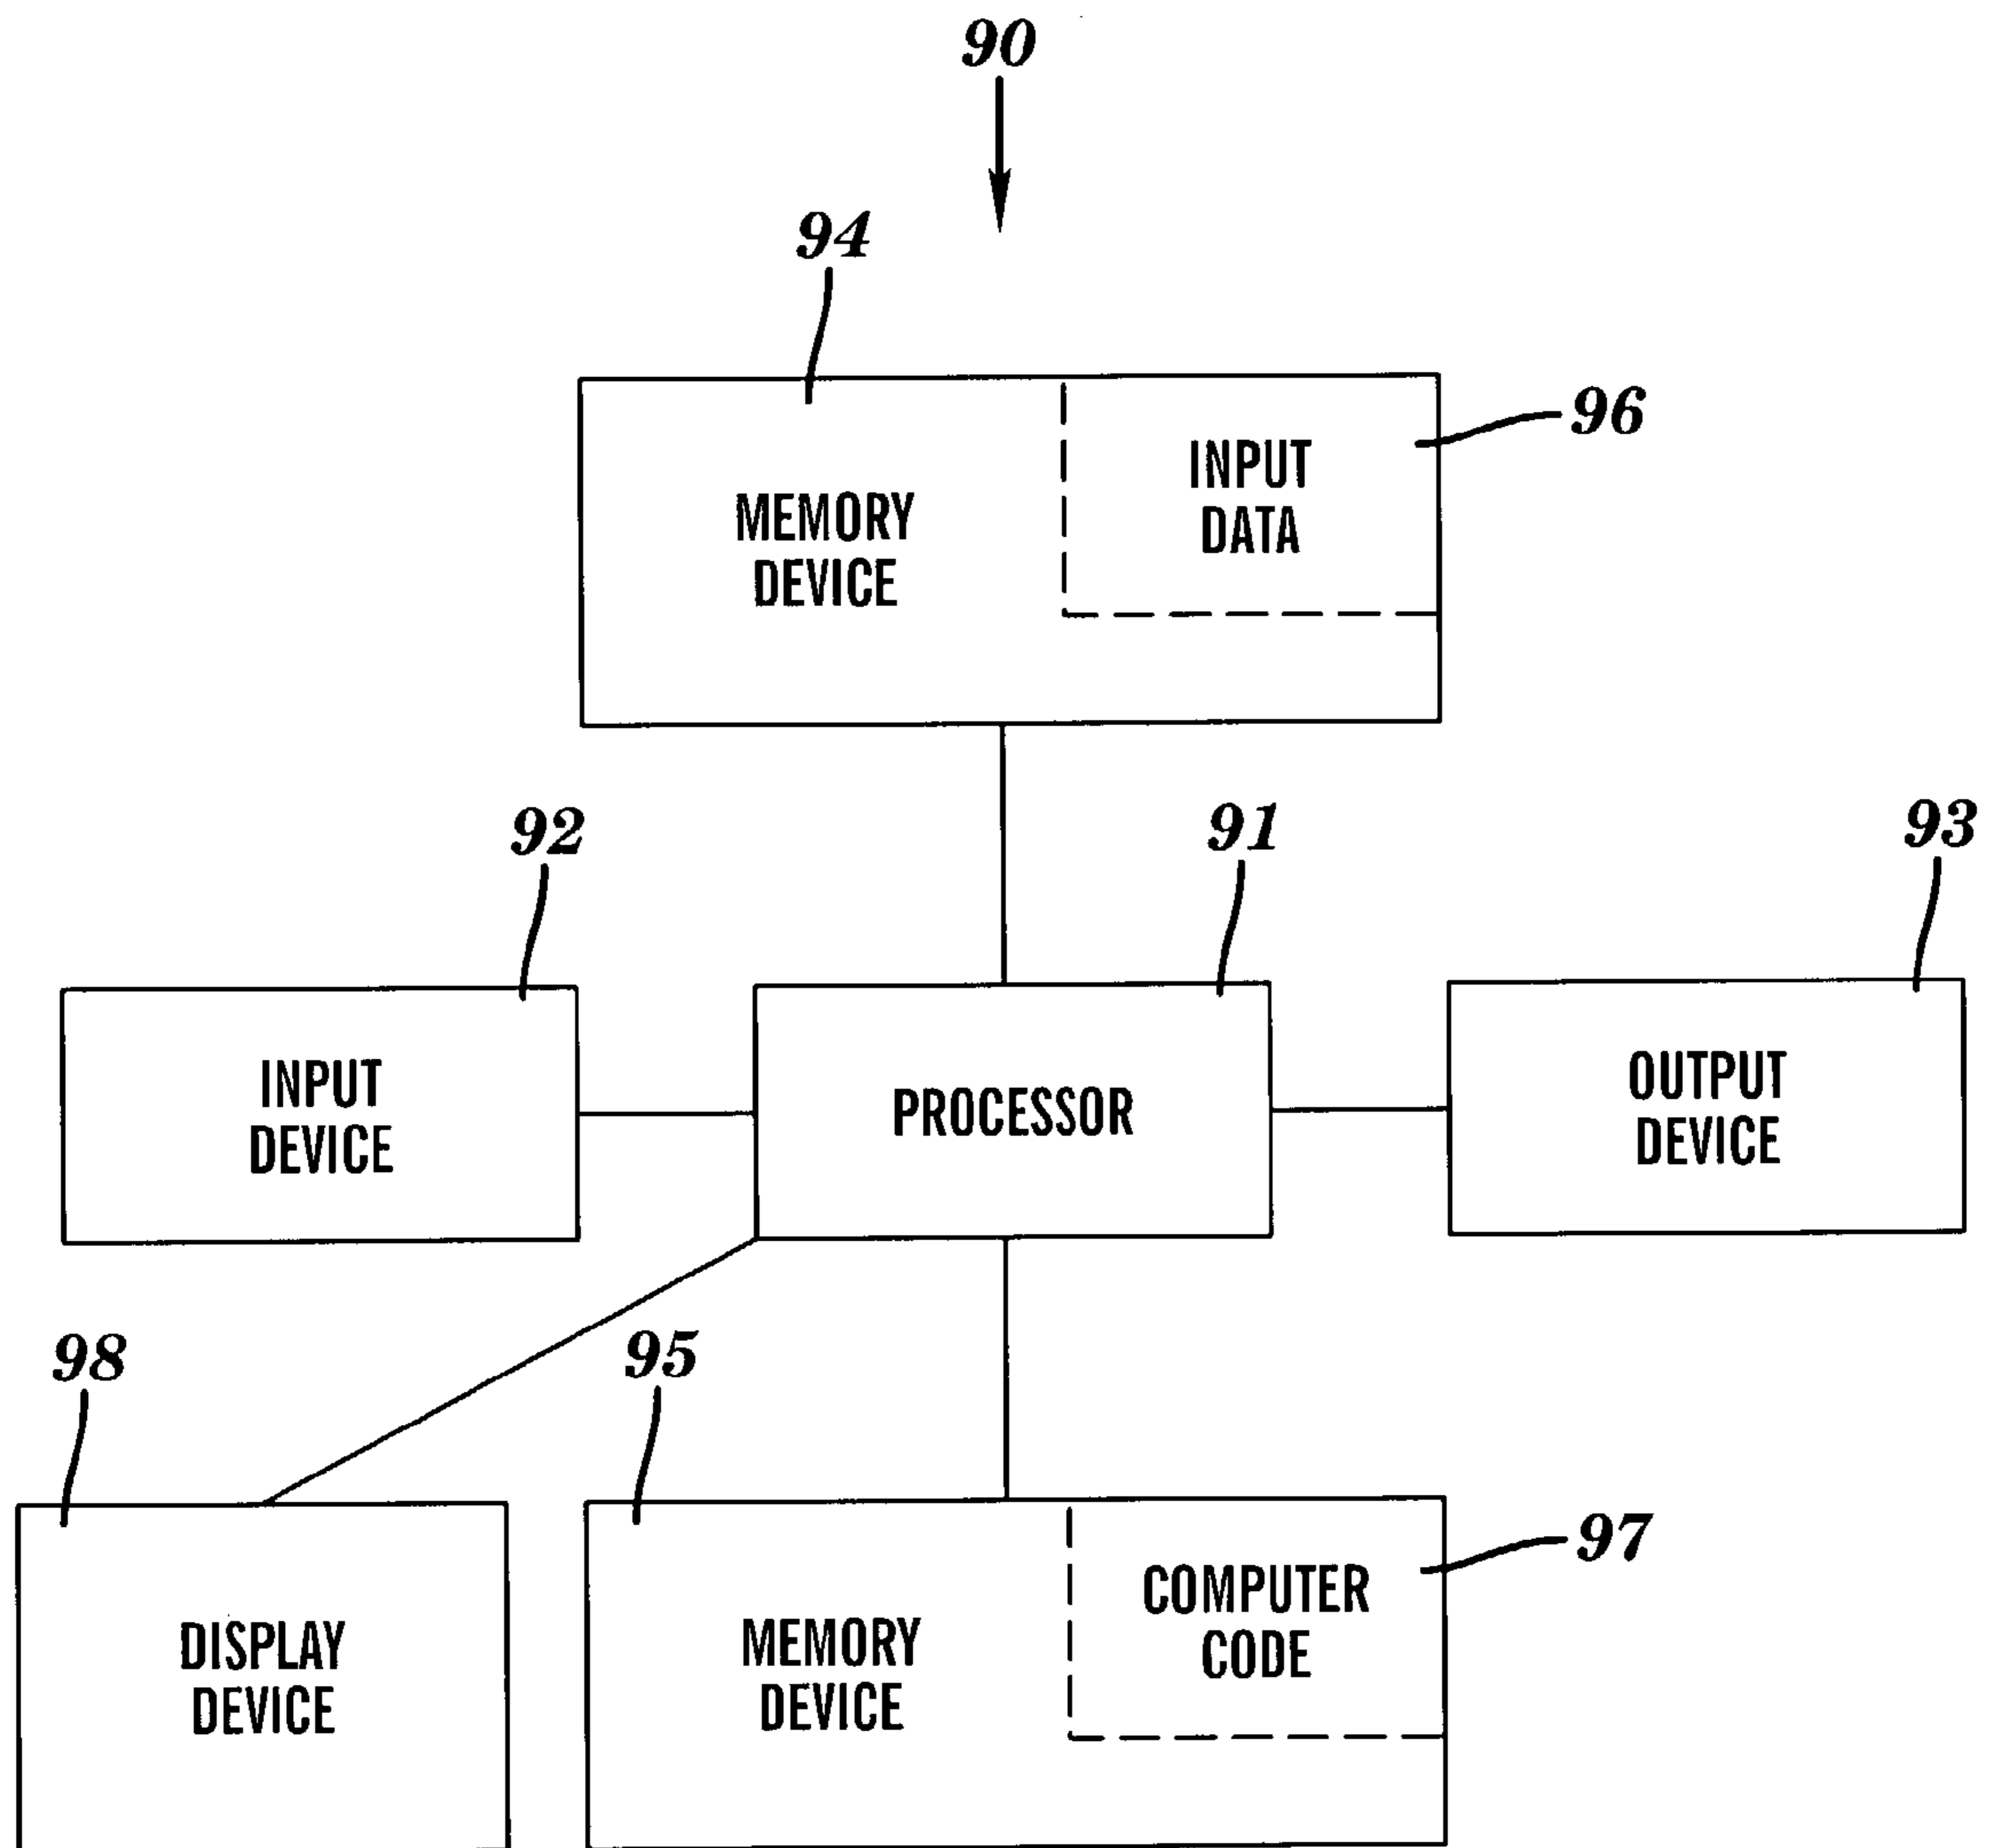 90
94
96
INPUT
DATA
MEMORY
DEVICE
92
91
93
INPUT
DEVICE
PROCESSOR
OUTPUT
DEVICE
98
95
97
COMPUTER
CODE
DISPLAY
DEVICE
MEMORY
DEVICE